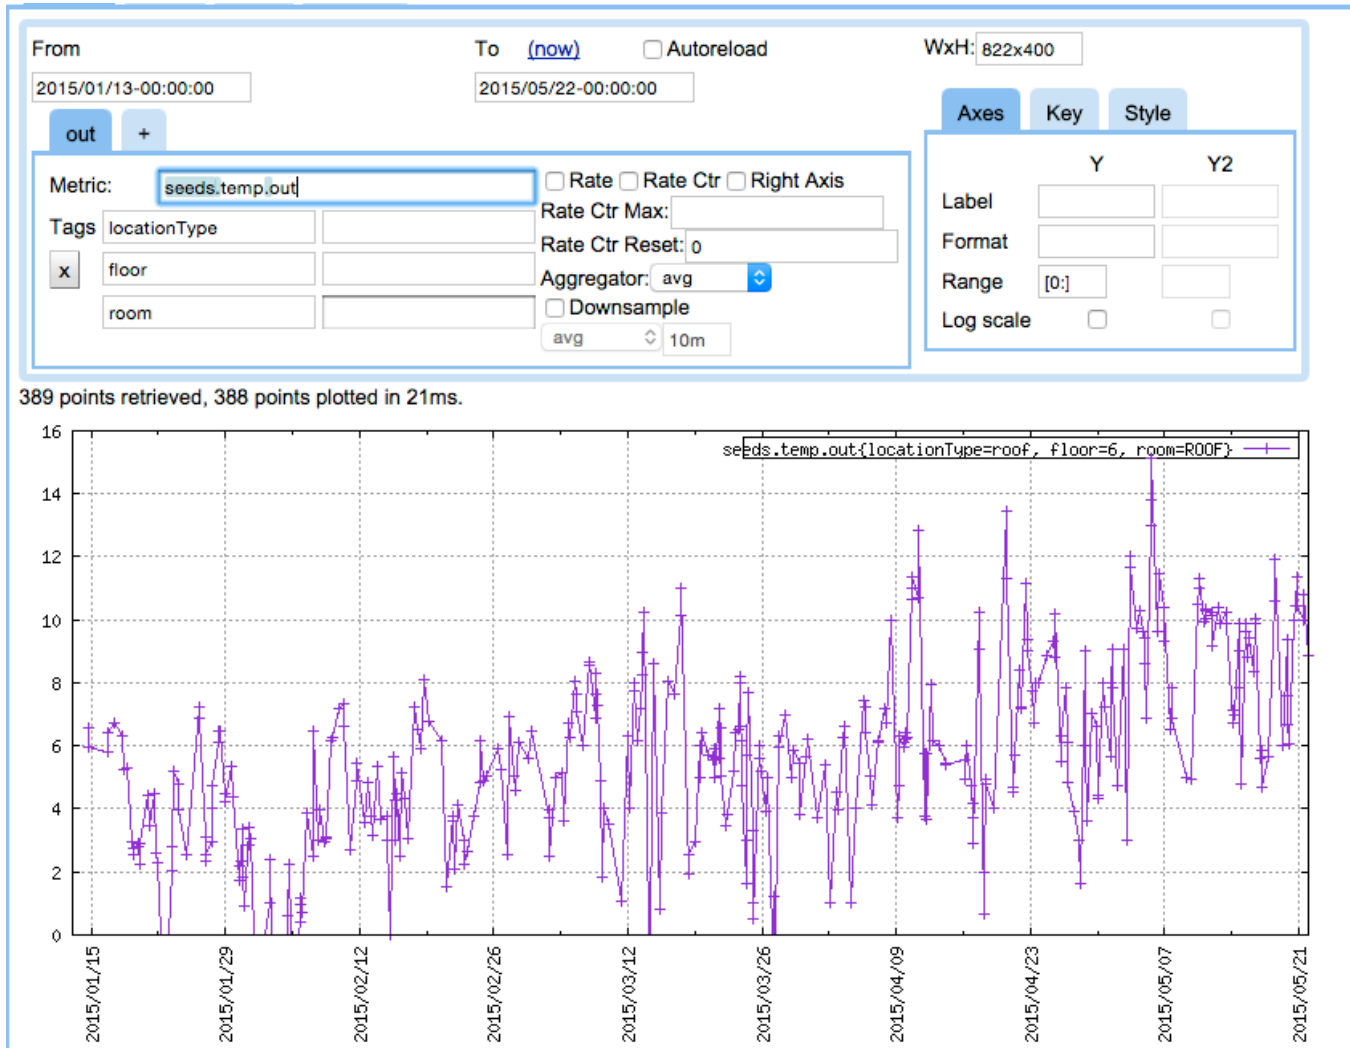 From To (now) Autoreload WxH: 822x400
2015/01/13-00:00:00 2015/05/22-00:00:00
out + Axes Key Style
Metric: seeds.temp.out Rate Rate Ctr Right Axis Y Y2
Rate Ctr Max: Label
Tags locationType Rate Ctr Reset: 0 Format
x floor Aggregator: avg Range [0:]
room Downsample Log scale
avg 10m
389 points retrieved, 388 points plotted in 21ms.
16
seeds.temp.out{locationType=roof, floor=6, room=ROOF}
14
12
10
8
6
4
2
0
2015/01/15 2015/01/29 2015/02/12 2015/02/26 2015/03/12 2015/03/26 2015/04/09 2015/04/23 2015/05/07 2015/05/21